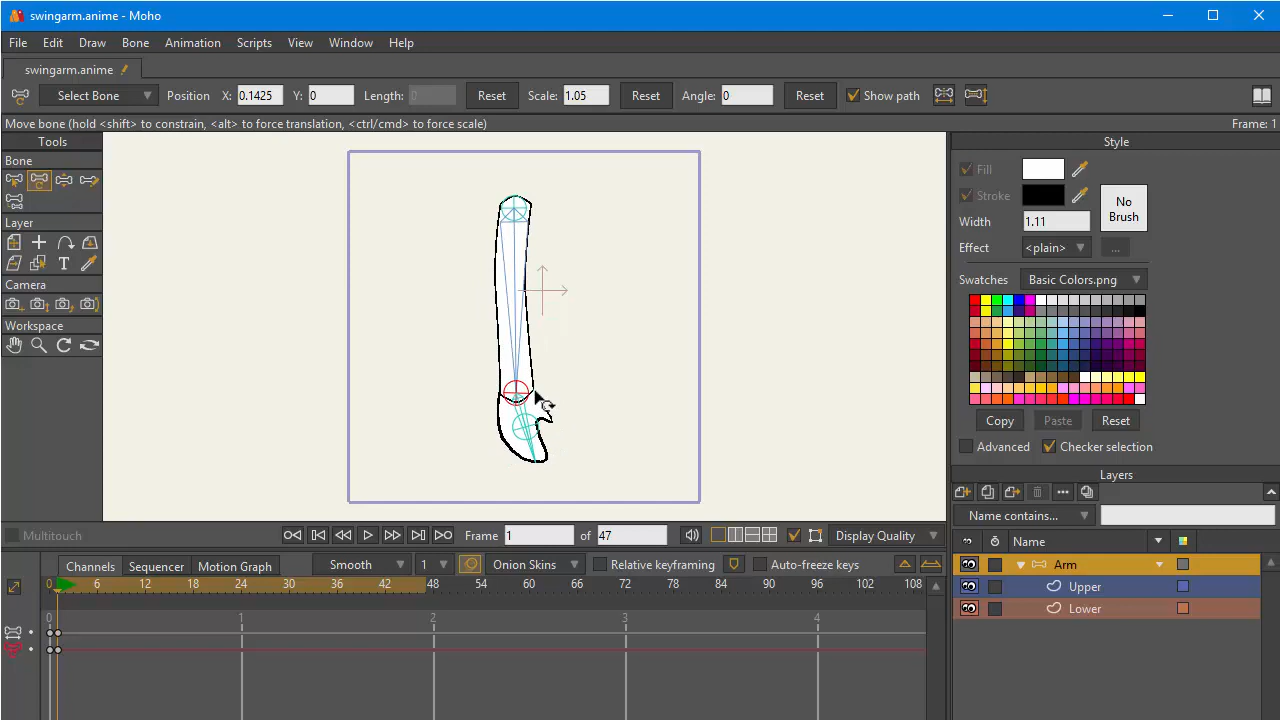 swingarm.anime - Moho
File Edit Draw Bone Animation Scripts View Window Help
swingarm.anime
Select Bone Position X: 0.1425 Y: 0 Length: 0 Reset Scale: 1.05 Reset Angle: 0 Reset Show path
Move bone (hold <shift> to constrain, <alt> to force translation, <ctrl/cmd> to force scale) Frame: 1
Tools
Bone
Layer
Camera
Workspace
Style
Fill
Stroke
No
Brush
Width 1.11
Effect <plain> ...
Swatches Basic Colors.png
Copy Paste Reset
Advanced Checker selection
Layers
Name contains...
Name
Arm
Upper
Lower
Multitouch Frame 1 of 47 Display Quality
Channels Sequencer Motion Graph Smooth 1 Onion Skins Relative keyframing Auto-freeze keys
0 6 12 18 24 30 36 42 48 54 60 66 72 78 84 90 96 102 108
0 1 2 3 4